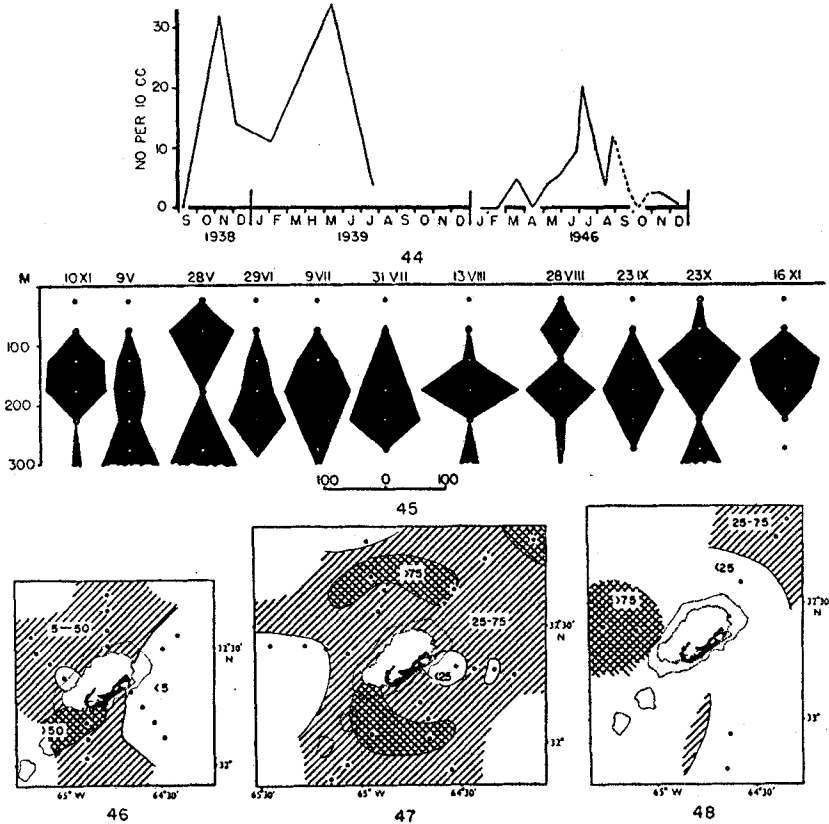 30
20
10
0
NO PER 10 CC
S O N D J F M H M J J A S O N D J F M A M J J A S O N D
1938 1939 1946
44
M 10 XI 9 V 28 V 29 VI 9 VII 31 VII 13 VIII 28 VIII 23 IX 23 X 16 XI
100
200
300
100 0 100
45
5—50
<5
>50
32°30'
N
32°
65° W 64°30'
46
>75
25-75
<25
32°30'
N
32°
65°30' 65° W 64°30'
47
25-75
<25
>75
32°30'
N
33°
65° W 64°30'
48